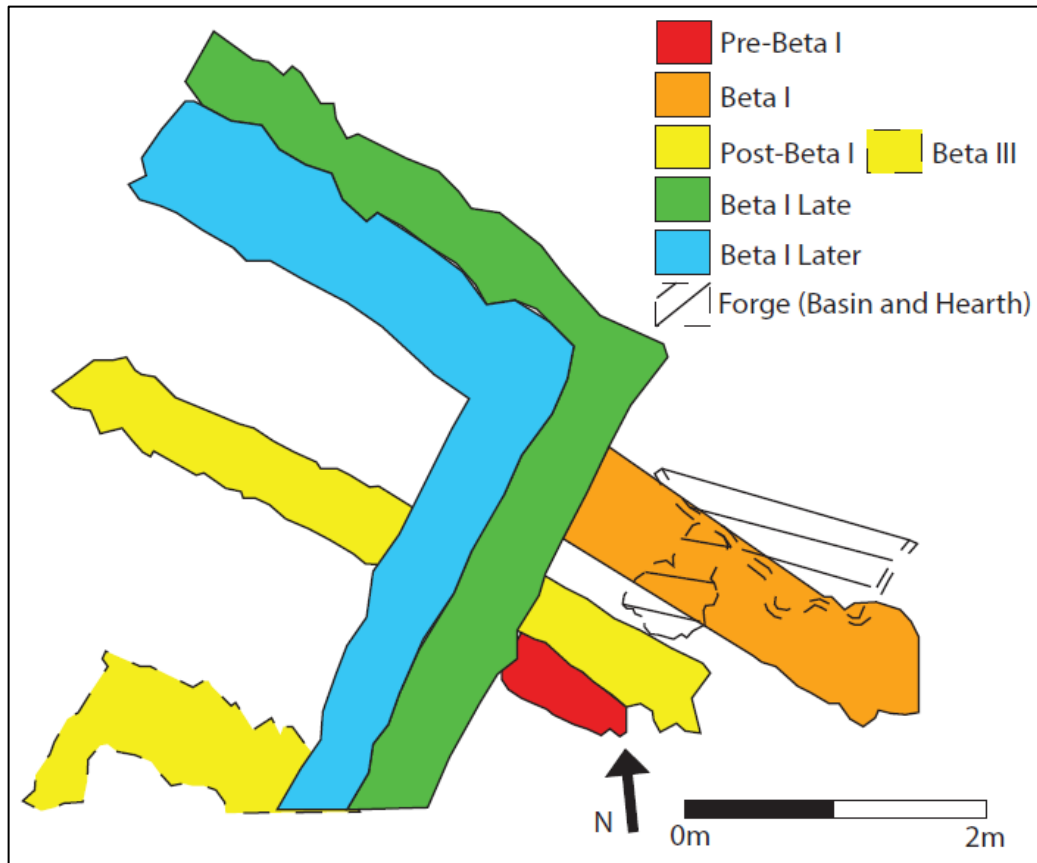 Pre-Beta I
Beta I
Post-Beta I Beta III
Beta I Late
Beta I Later
Forge (Basin and Hearth)
N
0m 2m